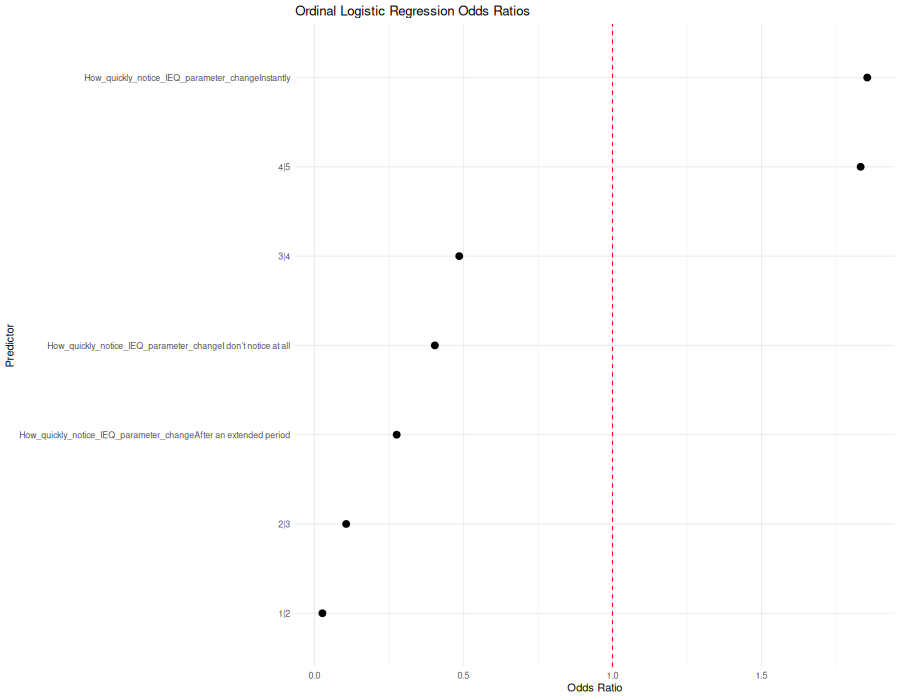 Ordinal Logistic Regression Odds Ratios
How_quickly_notice_IEQ_parameter_changeInstantly
4|5
3|4
How_quickly_notice_IEQ_parameter_changeI don't notice at all
How_quickly_notice_IEQ_parameter_changeAfter an extended period
2|3
1|2
Predictor
0.0 0.5 1.0 1.5
Odds Ratio